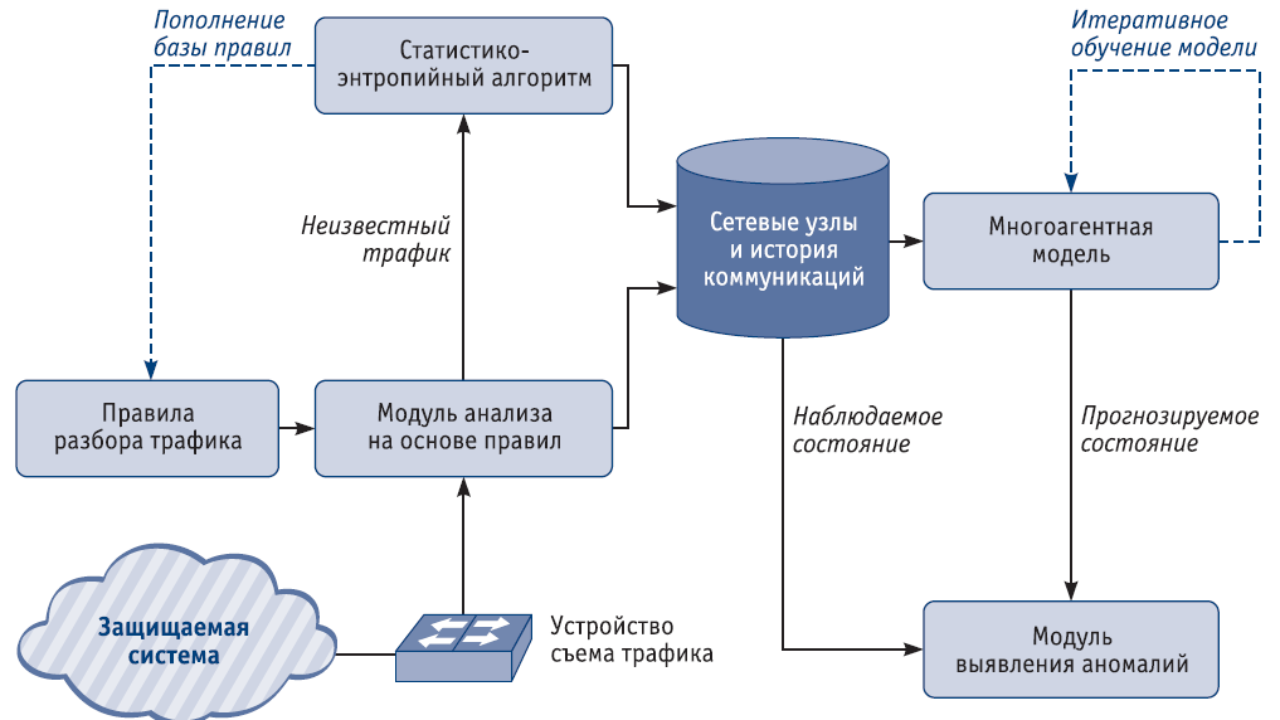 Пополнение
базы правил
Статистико-
энтропийный алгоритм
Итеративное
обучение модели
Неизвестный
трафик
Сетевые узлы
и история
коммуникаций
Многоагентная
модель
Правила
разбора трафика
Модуль анализа
на основе правил
Наблюдаемое
состояние
Прогнозируемое
состояние
Защищаемая
система
Устройство
съема трафика
Модуль
выявления аномалий